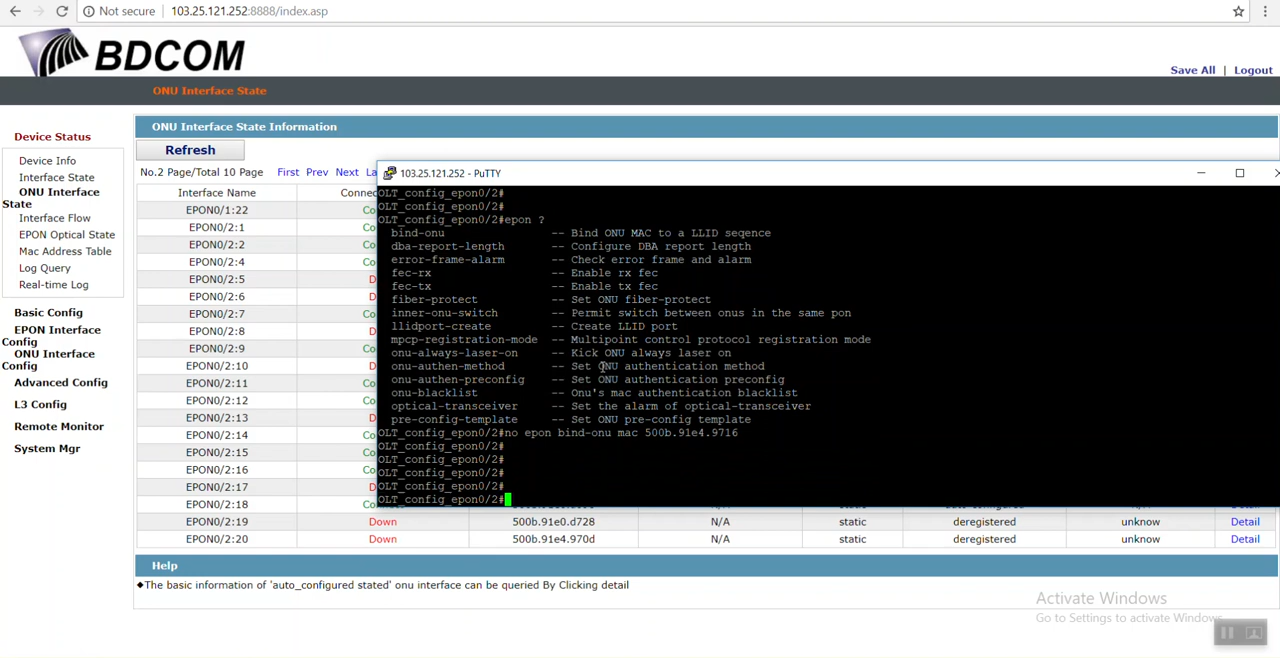 Not secure 103.25.121.252:8888/index.asp
BDCOM
Save All | Logout
ONU Interface State
Device Status
Device Info
Interface State
ONU Interface
State
Interface Flow
EPON Optical State
Mac Address Table
Log Query
Real-time Log
Basic Config
EPON Interface
Config
ONU Interface
Config
Advanced Config
L3 Config
Remote Monitor
System Mgr
ONU Interface State Information
Refresh
No.2 Page/Total 10 Page First Prev Next La
Interface Name Conne
EPON0/1:22 Co
EPON0/2:1 Co
EPON0/2:2 Co
EPON0/2:4 Co
EPON0/2:5 D
EPON0/2:6 D
EPON0/2:7 Co
EPON0/2:8 D
EPON0/2:9 Co
EPON0/2:10 D
EPON0/2:11 D
EPON0/2:12 Co
EPON0/2:13 D
EPON0/2:14 Co
EPON0/2:15 Co
EPON0/2:16 Co
EPON0/2:17 D
EPON0/2:18
EPON0/2:19 Down 500b.91e0.d728 N/A static deregistered unknow Detail
EPON0/2:20 Down 500b.91e4.970d N/A static deregistered unknow Detail
103.25.121.252 - PuTTY
OLT_config_epon0/2#
OLT_config_epon0/2#
OLT_config_epon0/2#epon ?
bind-onu -- Bind ONU MAC to a LLID seqence
dba-report-length -- Configure DBA report length
error-frame-alarm -- Check error frame and alarm
fec-rx -- Enable rx fec
fec-tx -- Enable tx fec
fiber-protect -- Set ONU fiber-protect
inner-onu-switch -- Permit switch between onus in the same pon
llidport-create -- Create LLID port
mpcp-registration-mode -- Multipoint control protocol registration mode
onu-always-laser-on -- Kick ONU always laser on
onu-authen-method -- Set ONU authentication method
onu-authen-preconfig -- Set ONU authentication preconfig
onu-blacklist -- Onu's mac authentication blacklist
optical-transceiver -- Set the alarm of optical-transceiver
pre-config-template -- Set ONU pre-config template
OLT_config_epon0/2#no epon bind-onu mac 500b.91e4.9716
OLT_config_epon0/2#
OLT_config_epon0/2#
OLT_config_epon0/2#
OLT_config_epon0/2#
OLT_config_epon0/2#
Help
◆The basic information of 'auto_configured stated' onu interface can be queried By Clicking detail
Activate Windows
Go to Settings to activate Windows.